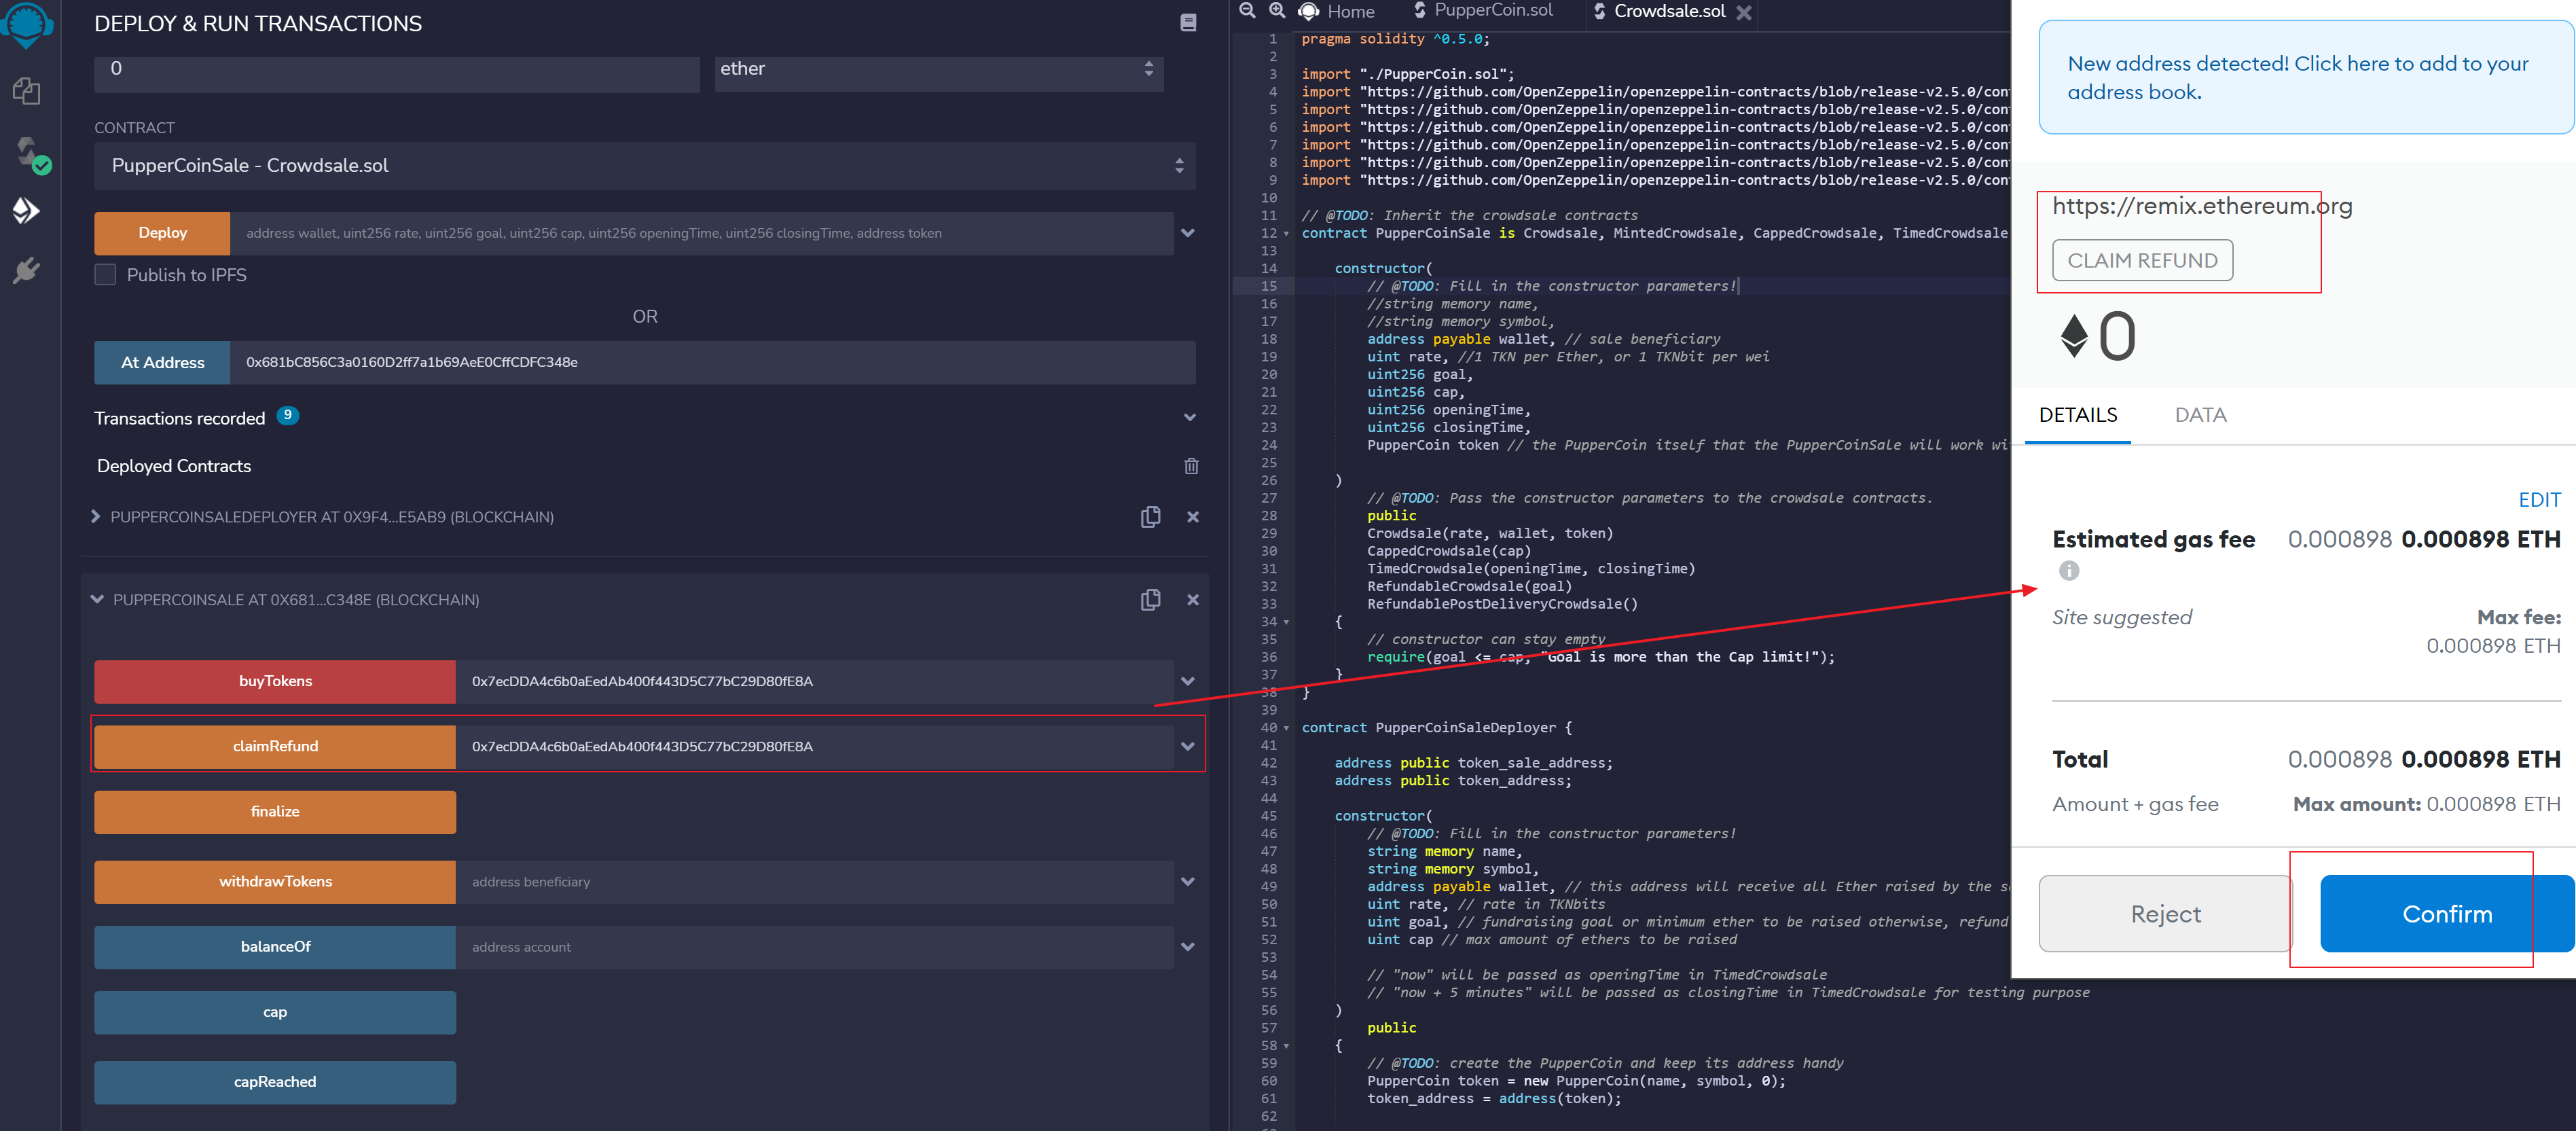 DEPLOY & RUN TRANSACTIONS
0
ether
CONTRACT
PupperCoinSale - Crowdsale.sol
Deploy
address wallet, uint256 rate, uint256 goal, uint256 cap, uint256 openingTime, uint256 closingTime, address token
Publish to IPFS
OR
At Address
0x681bC856C3a0160D2ff7a1b69AeE0CffCDFC348e
Transactions recorded 9
Deployed Contracts
PUPPERCOINSALEDEPLOYER AT 0X9F4...E5AB9 (BLOCKCHAIN)
PUPPERCOINSALE AT 0X681...C348E (BLOCKCHAIN)
buyTokens
0x7ecDDA4c6b0aEedAb400f443D5C77bC29D80fE8A
claimRefund
0x7ecDDA4c6b0aEedAb400f443D5C77bC29D80fE8A
finalize
withdrawTokens
address beneficiary
balanceOf
address account
cap
capReached
Home
PupperCoin.sol
Crowdsale.sol
1 pragma solidity ^0.5.0;
2
3 import "./PupperCoin.sol";
4 import "https://github.com/OpenZeppelin/openzeppelin-contracts/blob/release-v2.5.0/con
5 import "https://github.com/OpenZeppelin/openzeppelin-contracts/blob/release-v2.5.0/con
6 import "https://github.com/OpenZeppelin/openzeppelin-contracts/blob/release-v2.5.0/con
7 import "https://github.com/OpenZeppelin/openzeppelin-contracts/blob/release-v2.5.0/con
8 import "https://github.com/OpenZeppelin/openzeppelin-contracts/blob/release-v2.5.0/con
9 import "https://github.com/OpenZeppelin/openzeppelin-contracts/blob/release-v2.5.0/con
10
11 // @TODO: Inherit the crowdsale contracts
12 contract PupperCoinSale is Crowdsale, MintedCrowdsale, CappedCrowdsale, TimedCrowdsale
13
14 constructor(
15 // @TODO: Fill in the constructor parameters!
16 //string memory name,
17 //string memory symbol,
18 address payable wallet, // sale beneficiary
19 uint rate, //1 TKN per Ether, or 1 TKNbit per wei
20 uint256 goal,
21 uint256 cap,
22 uint256 openingTime,
23 uint256 closingTime,
24 PupperCoin token // the PupperCoin itself that the PupperCoinSale will work wi
25
26 )
27 // @TODO: Pass the constructor parameters to the crowdsale contracts.
28 public
29 Crowdsale(rate, wallet, token)
30 CappedCrowdsale(cap)
31 TimedCrowdsale(openingTime, closingTime)
32 RefundableCrowdsale(goal)
33 RefundablePostDeliveryCrowdsale()
34 {
35 // constructor can stay empty
36 require(goal <= cap, "Goal is more than the Cap limit!");
37 }
38 }
39
40 contract PupperCoinSaleDeployer {
41
42 address public token_sale_address;
43 address public token_address;
44
45 constructor(
46 // @TODO: Fill in the constructor parameters!
47 string memory name,
48 string memory symbol,
49 address payable wallet, // this address will receive all Ether raised by the s
50 uint rate, // rate in TKNbits
51 uint goal, // fundraising goal or minimum ether to be raised otherwise, refund
52 uint cap // max amount of ethers to be raised
53
54 // "now" will be passed as openingTime in TimedCrowdsale
55 // "now + 5 minutes" will be passed as closingTime in TimedCrowdsale for testing purpose
56 )
57 public
58 {
59 // @TODO: create the PupperCoin and keep its address handy
60 PupperCoin token = new PupperCoin(name, symbol, 0);
61 token_address = address(token);
62
New address detected! Click here to add to your
address book.
https://remix.ethereum.org
CLAIM REFUND
0
DETAILS
DATA
EDIT
Estimated gas fee 0.000898 0.000898 ETH
Site suggested
Max fee:
0.000898 ETH
Total 0.000898 0.000898 ETH
Amount + gas fee Max amount: 0.000898 ETH
Reject
Confirm